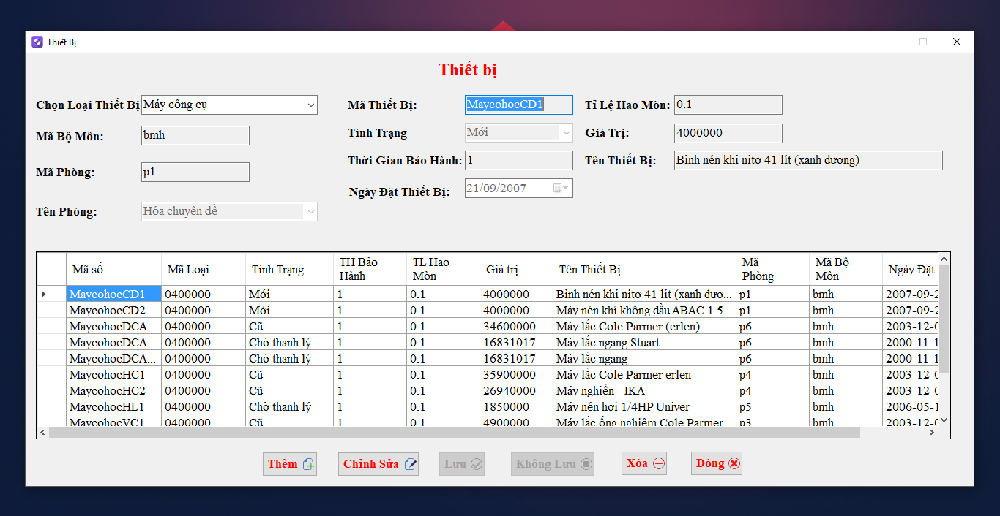 Thiết Bị
Thiết bị
Chọn Loại Thiết Bị
Máy công cụ
Mã Thiết Bị:
MaycohocCD1
Tỉ Lệ Hao Mòn:
0.1
Mã Bộ Môn:
bmh
Tình Trạng
Mới
Giá Trị:
4000000
Mã Phòng:
p1
Thời Gian Bảo Hành:
1
Tên Thiết Bị:
Bình nén khí nitơ 41 lít (xanh dương)
Ngày Đặt Thiết Bị:
21/09/2007
Tên Phòng:
Hóa chuyên đề
Mã số Mã Loại Tình Trạng TH Bảo Hành TL Hao Mòn Giá trị Tên Thiết Bị Mã Phòng Mã Bộ Môn Ngày Đặt
MaycohocCD1 0400000 Mới 1 0.1 4000000 Bình nén khí nitơ 41 lít (xanh dươ... p1 bmh 2007-09-2
MaycohocCD2 0400000 Mới 1 0.1 4000000 Máy nén khí không dầu ABAC 1.5 p1 bmh 2007-09-2
MaycohocDCA... 0400000 Cũ 1 0.1 34600000 Máy lắc Cole Parmer (erlen) p6 bmh 2003-12-0
MaycohocDCA... 0400000 Chờ thanh lý 1 0.1 16831017 Máy lắc ngang Stuart p6 bmh 2000-11-1
MaycohocDCA... 0400000 Chờ thanh lý 1 0.1 16831017 Máy lắc ngang p6 bmh 2000-11-1
MaycohocHC1 0400000 Cũ 1 0.1 35900000 Máy lắc Cole Parmer erlen p4 bmh 2003-12-0
MaycohocHC2 0400000 Cũ 1 0.1 26940000 Máy nghiền - IKA p4 bmh 2003-12-0
MaycohocHL1 0400000 Chờ thanh lý 1 0.1 1850000 Máy nén hơi 1/4HP Univer p5 bmh 2006-05-1
MaycohocVC1 0400000 Cũ 1 0.1 4900000 Máy lắc ống nghiệm Cole Parmer p3 bmh 2003-12-0
Thêm
Chỉnh Sửa
Lưu
Không Lưu
Xóa
Đóng